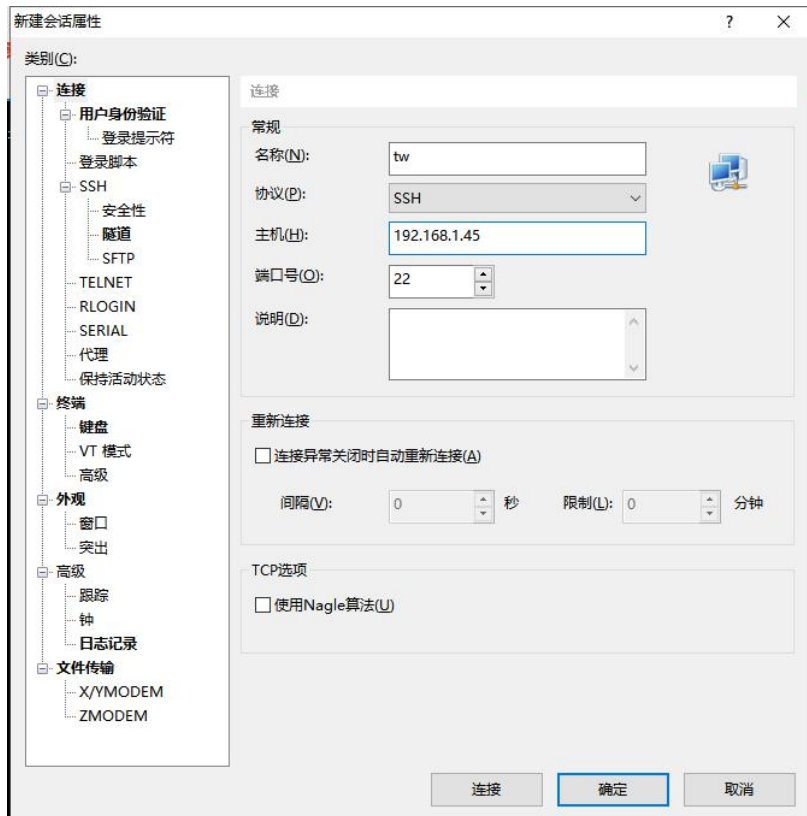 新建会话属性
?
×
类别(C):
连接
用户身份验证
登录提示符
登录脚本
SSH
安全性
隧道
SFTP
TELNET
RLOGIN
SERIAL
代理
保持活动状态
终端
键盘
VT 模式
高级
外观
窗口
突出
高级
跟踪
钟
日志记录
文件传输
X/YMODEM
ZMODEM
连接
常规
名称(N): tw
协议(P): SSH
主机(H): 192.168.1.45
端口号(O): 22
说明(D):
重新连接
连接异常关闭时自动重新连接(A)
间隔(V): 0 秒 限制(L): 0 分钟
TCP选项
使用Nagle算法(U)
连接 确定 取消